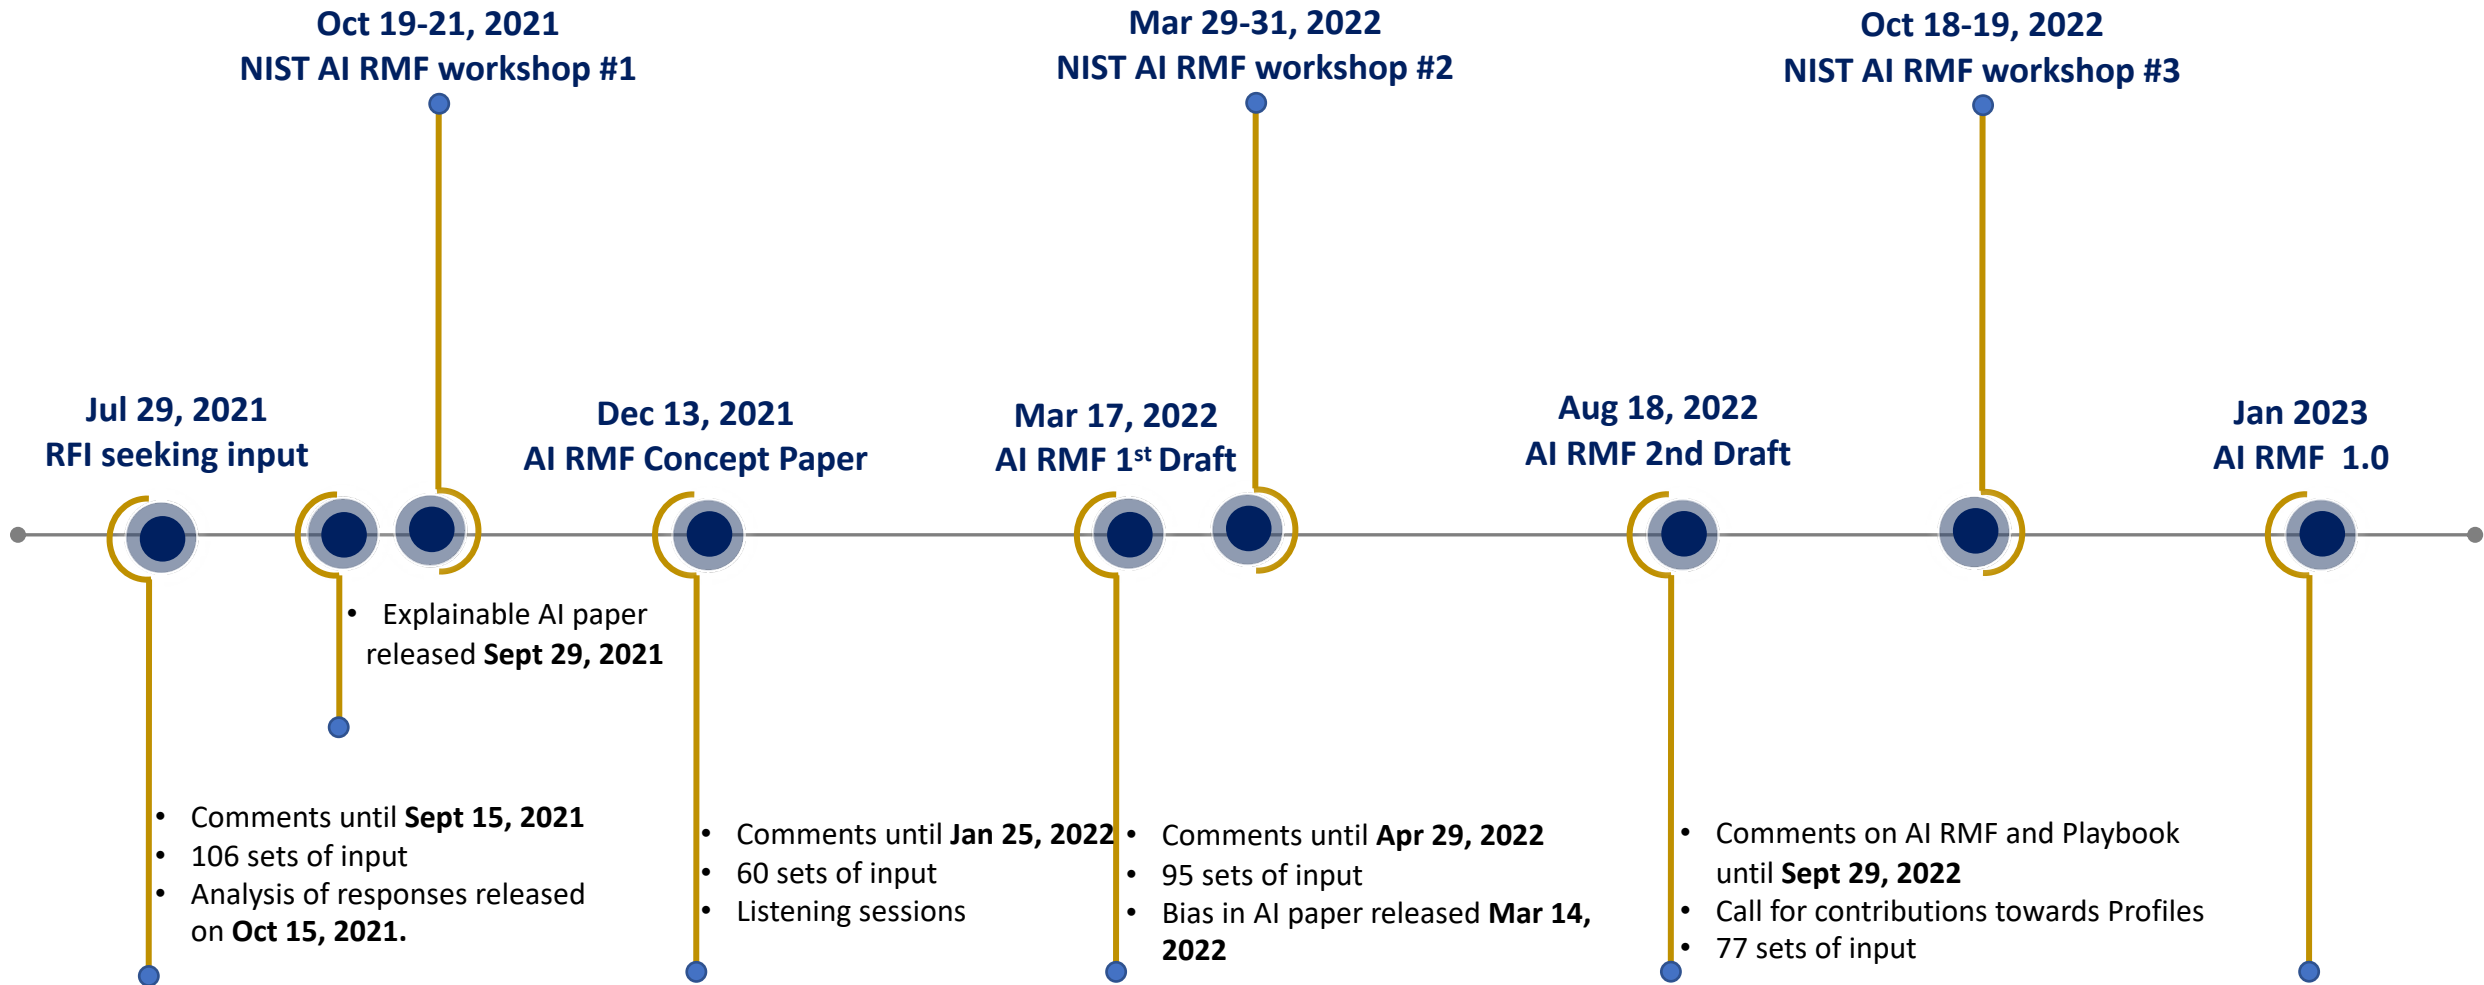 Oct 19-21, 2021
NIST AI RMF workshop #1
Mar 29-31, 2022
NIST AI RMF workshop #2
Oct 18-19, 2022
NIST AI RMF workshop #3
Jul 29, 2021
RFI seeking input
Dec 13, 2021
AI RMF Concept Paper
Mar 17, 2022
AI RMF 1st Draft
Aug 18, 2022
AI RMF 2nd Draft
Jan 2023
AI RMF 1.0
• Explainable AI paper
released Sept 29, 2021
• Comments until Sept 15, 2021
• 106 sets of input
• Analysis of responses released
on Oct 15, 2021.
• Comments until Jan 25, 2022
• 60 sets of input
• Listening sessions
• Comments until Apr 29, 2022
• 95 sets of input
• Bias in AI paper released Mar 14,
2022
• Comments on AI RMF and Playbook
until Sept 29, 2022
• Call for contributions towards Profiles
• 77 sets of input